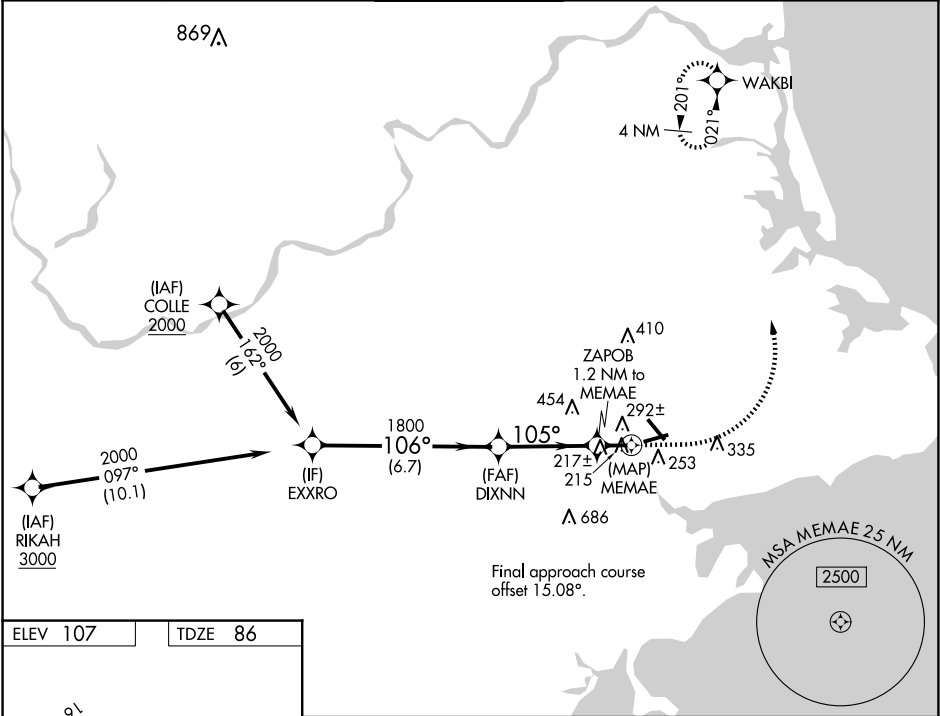 869
WAKBI
201°
021°
4 NM
(IAF)
COLLE
2000
2000
162°
(6)
410
ZAPOB
1.2 NM to
MEMAE
454
292±
1800
106°
(6.7)
105°
335
253
217±
215
(MAP)
MEMAE
(IF)
EXXRO
(FAF)
DIXNN
2000
097°
(10.1)
(IAF)
RIKAH
3000
686
Final approach course
offset 15.08°.
MSA MEMAE 25 NM
2500
ELEV 107
TDZE 86
16